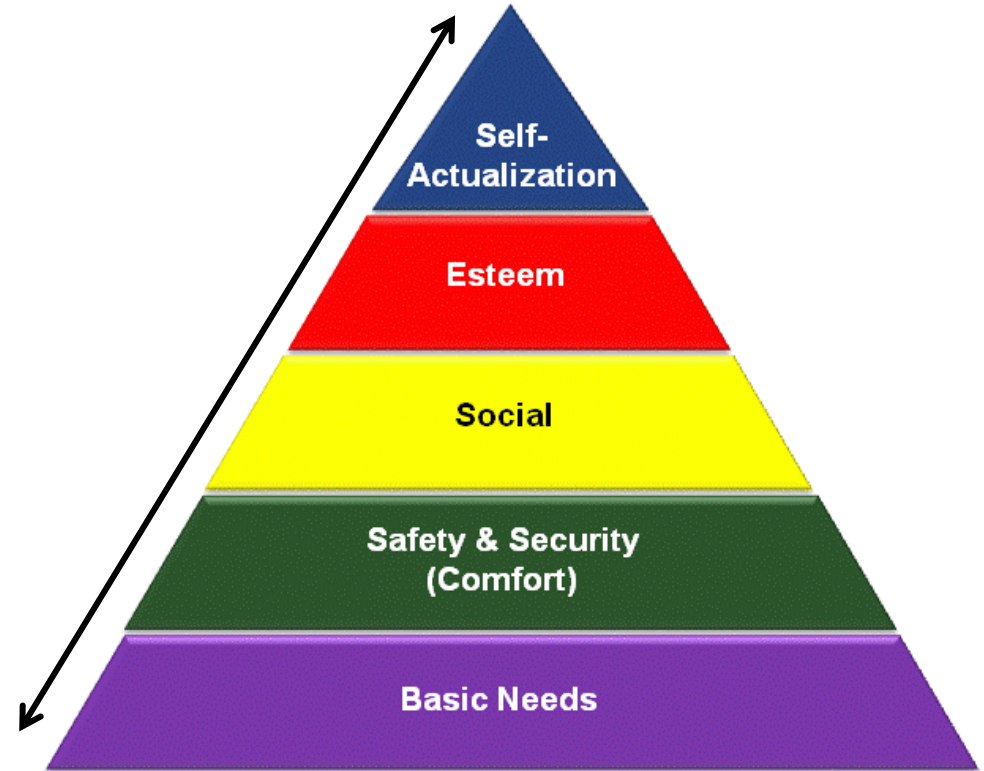 Self-
Actualization
Esteem
Social
Safety & Security
(Comfort)
Basic Needs